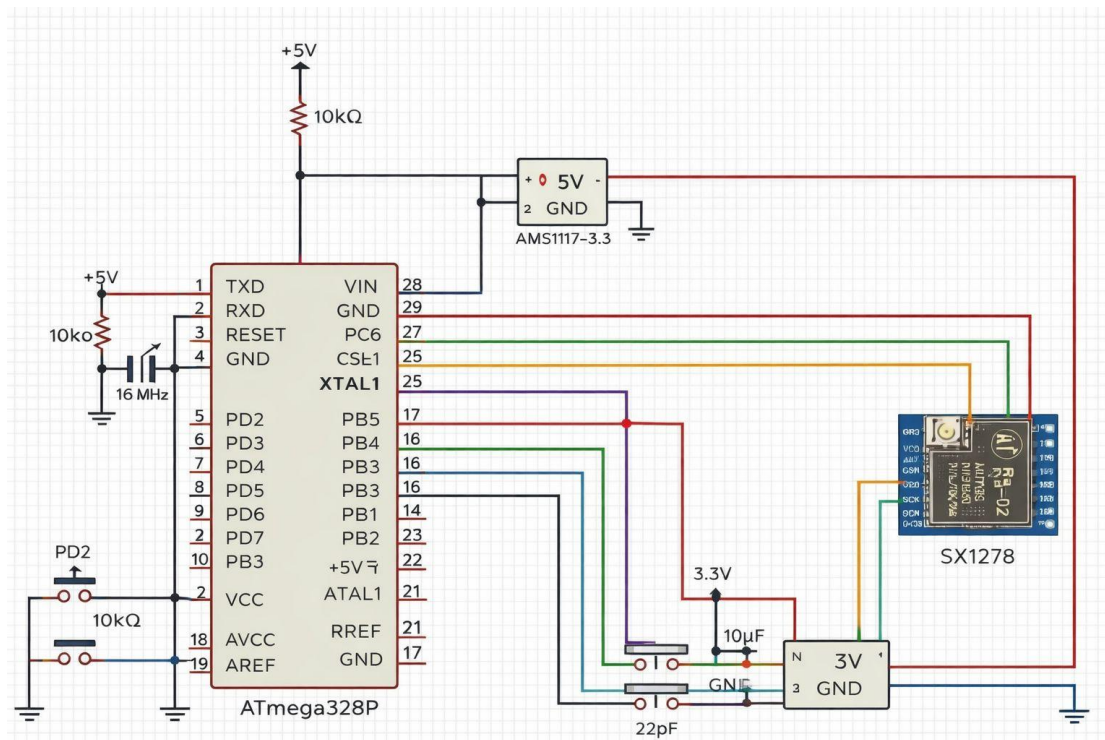 +5V
10kΩ
+ 5V -
2 GND
AMS1117-3.3
+5V
10ko
16 MHz
1 TXD VIN 28
2 RXD GND 29
3 RESET PC6 27
4 GND CSE1 25
XTAL1 25
5 PD2 PB5 17
6 PD3 PB4 16
7 PD4 PB3 16
8 PD5 PB3 16
9 PD6 PB1 14
2 PD7 PB2 23
10 PB3 +5V 22
2 VCC ATAL1 21
18 AVCC RREF 21
19 AREF GND 17
ATmega328P
PD2
10kΩ
SCK
Ra-02
SX1278
3.3V
10µF
22pF
N 3V
3 GND